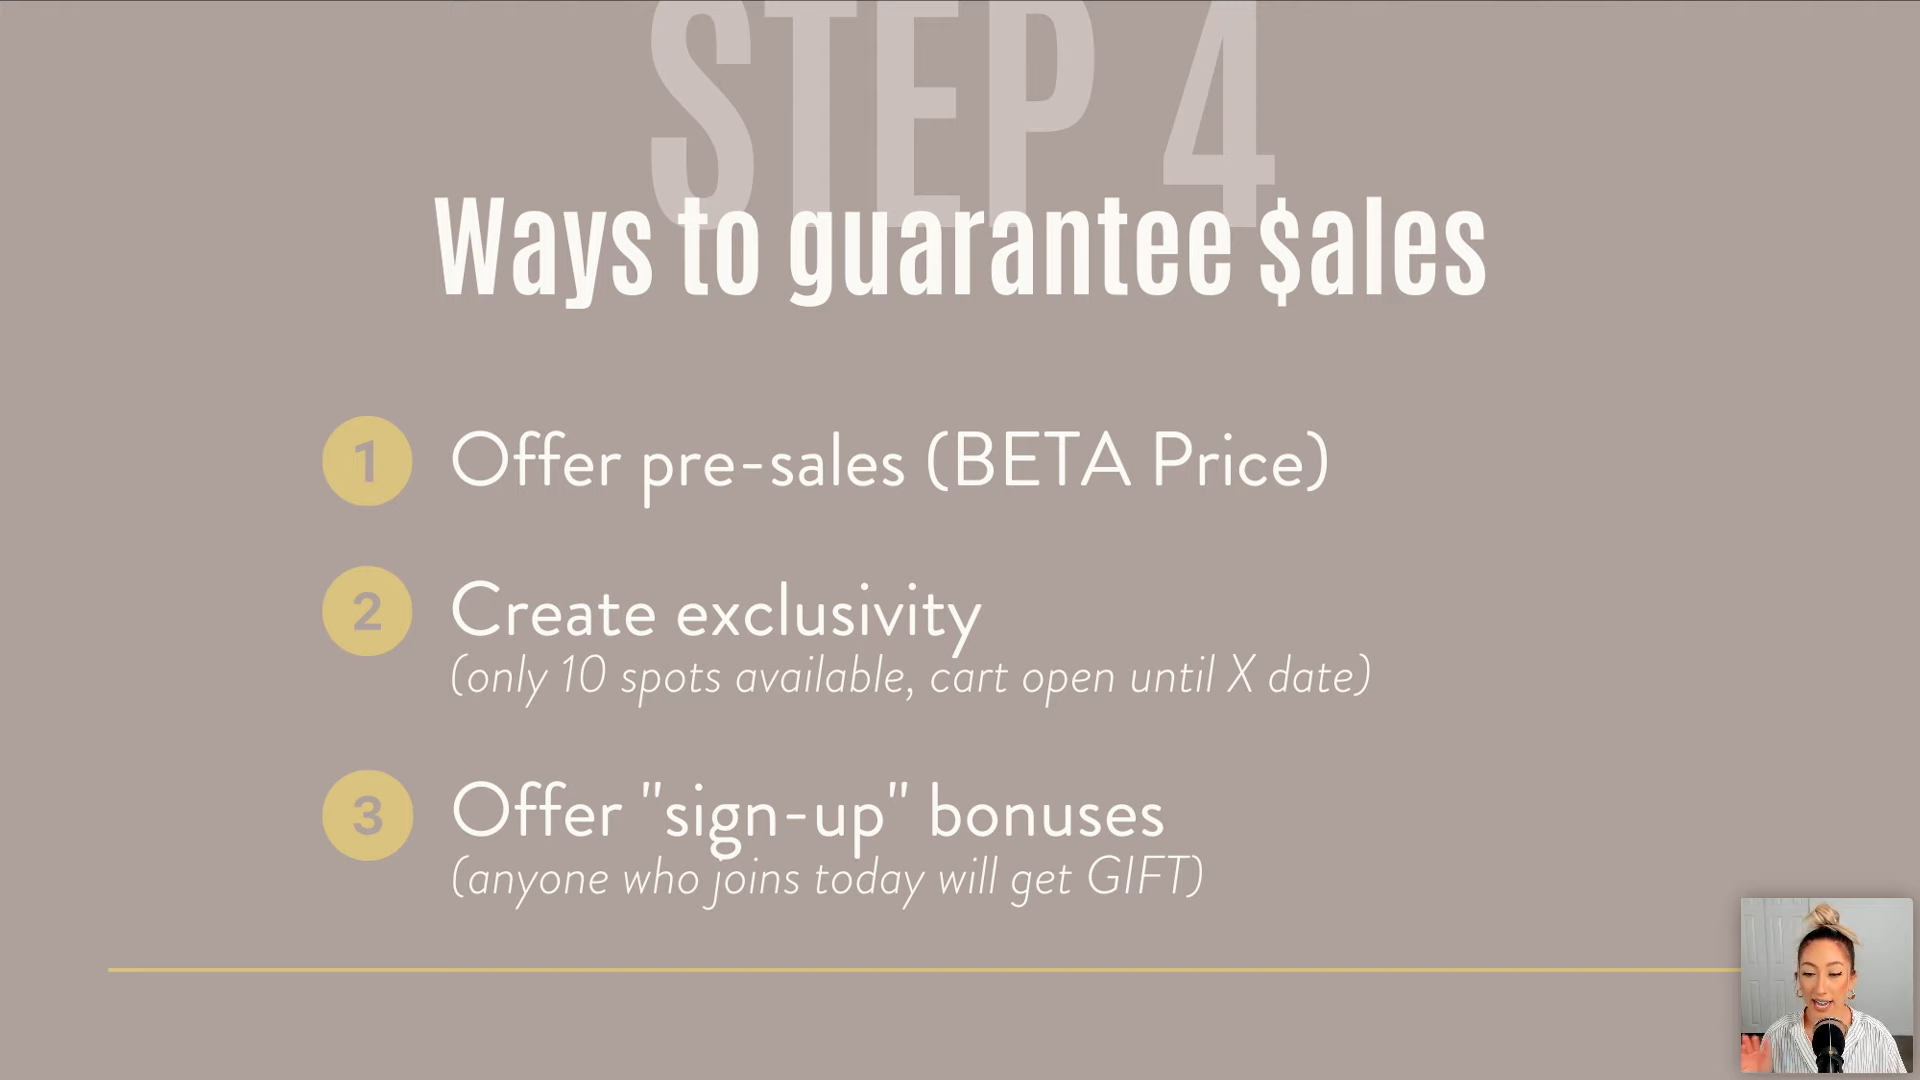 STEP 4
Ways to guarantee $ales
1 Offer pre-sales (BETA Price)
2 Create exclusivity
(only 10 spots available, cart open until X date)
3 Offer "sign-up" bonuses
(anyone who joins today will get GIFT)